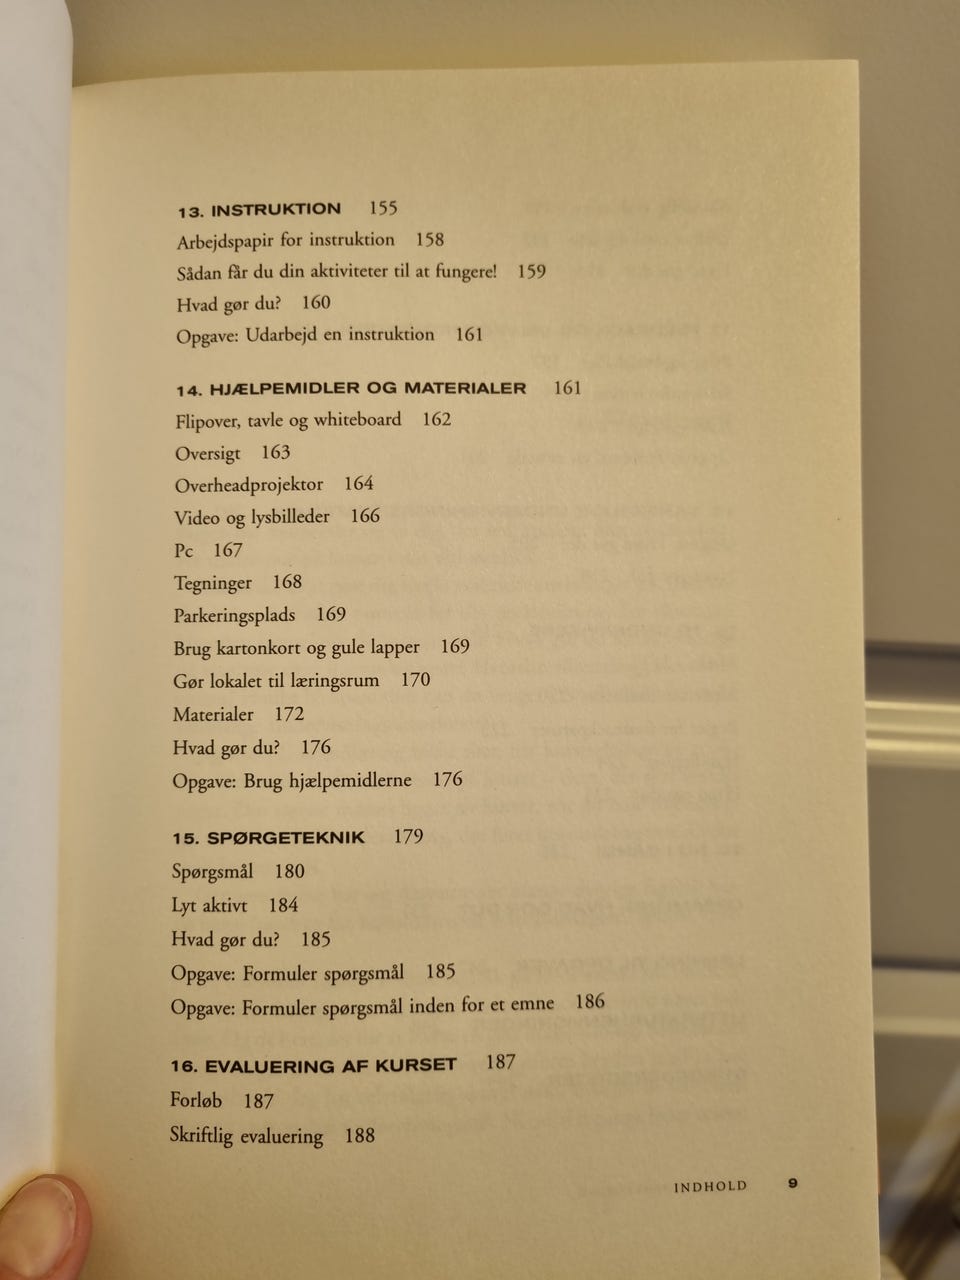 13. INSTRUKTION 155
Arbejdspapir for instruktion 158
Sådan får du din aktiviteter til at fungere! 159
Hvad gør du? 160
Opgave: Udarbejd en instruktion 161
14. HJÆLPEMIDLER OG MATERIALER 161
Flipover, tavle og whiteboard 162
Oversigt 163
Overheadprojektor 164
Video og lysbilleder 166
Pc 167
Tegninger 168
Parkeringsplads 169
Brug kartonkort og gule lapper 169
Gør lokalet til læringsrum 170
Materialer 172
Hvad gør du? 176
Opgave: Brug hjælpemidlerne 176
15. SPØRGETEKNIK 179
Spørgsmål 180
Lyt aktivt 184
Hvad gør du? 185
Opgave: Formuler spørgsmål 185
Opgave: Formuler spørgsmål inden for et emne 186
16. EVALUERING AF KURSET 187
Forløb 187
Skriftlig evaluering 188
INDHOLD 9